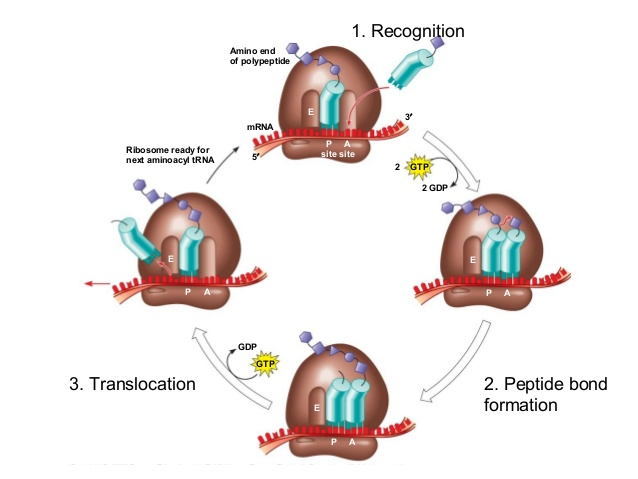 1. Recognition
Amino end
of polypeptide
E
mRNA
3′
5′
P A
site site
Ribosome ready for
next aminoacyl tRNA
2 GTP
2 GDP
E
P A
E
P A
GDP
GTP
3. Translocation
2. Peptide bond
formation
E
P A